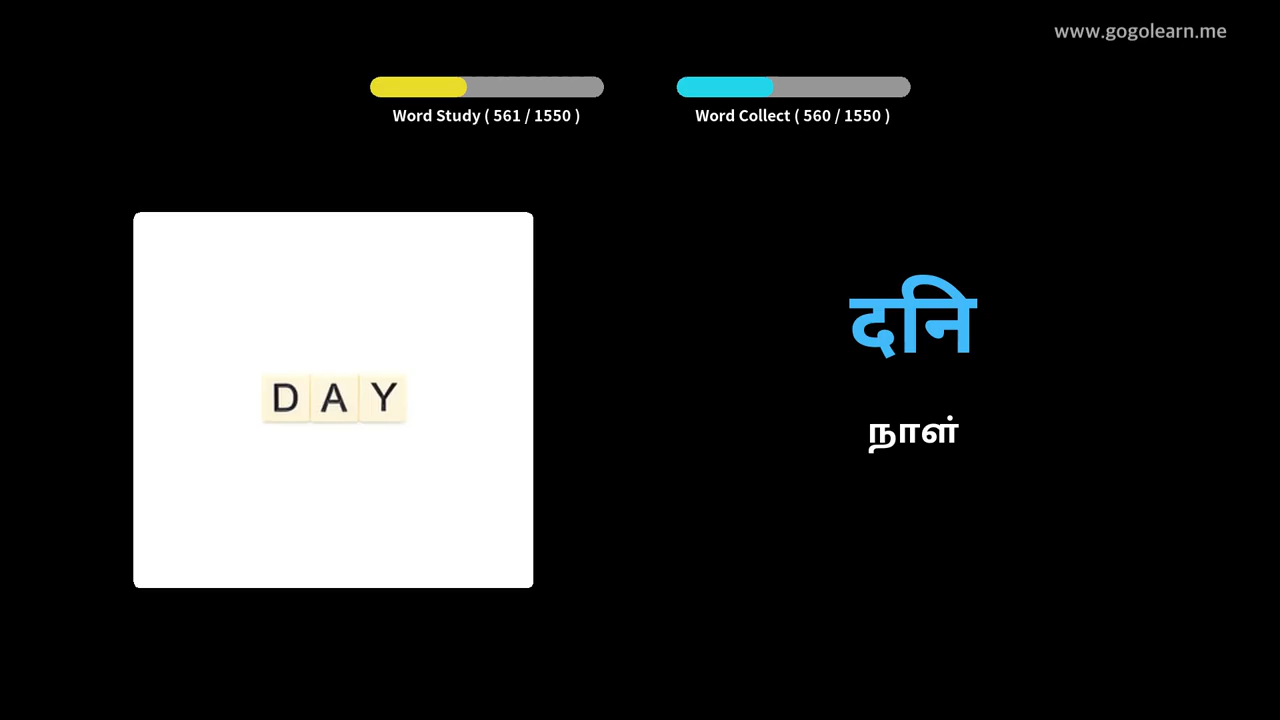 www.gogolearn.me
Word Study ( 561 / 1550 )
Word Collect ( 560 / 1550 )
DAY
दनि
நாள்